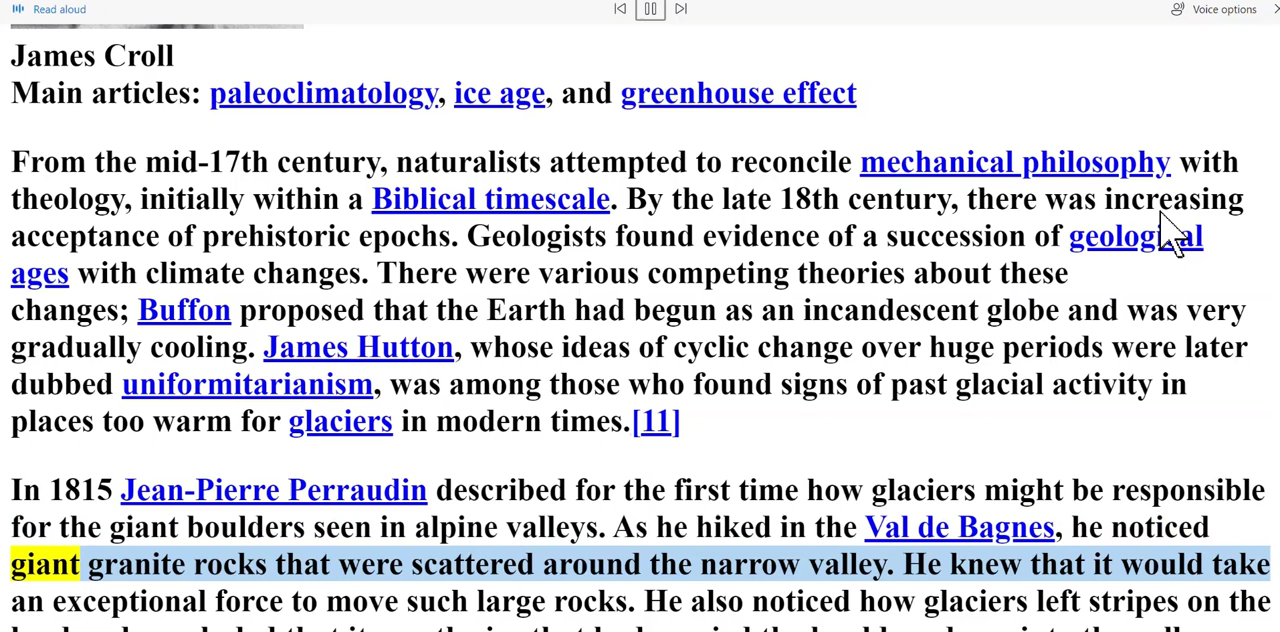 Read aloud
Voice options
James Croll
Main articles: paleoclimatology, ice age, and greenhouse effect
From the mid-17th century, naturalists attempted to reconcile mechanical philosophy with
theology, initially within a Biblical timescale. By the late 18th century, there was increasing
acceptance of prehistoric epochs. Geologists found evidence of a succession of geological
ages with climate changes. There were various competing theories about these
changes; Buffon proposed that the Earth had begun as an incandescent globe and was very
gradually cooling. James Hutton, whose ideas of cyclic change over huge periods were later
dubbed uniformitarianism, was among those who found signs of past glacial activity in
places too warm for glaciers in modern times.[11]
In 1815 Jean-Pierre Perraudin described for the first time how glaciers might be responsible
for the giant boulders seen in alpine valleys. As he hiked in the Val de Bagnes, he noticed
giant granite rocks that were scattered around the narrow valley. He knew that it would take
an exceptional force to move such large rocks. He also noticed how glaciers left stripes on the